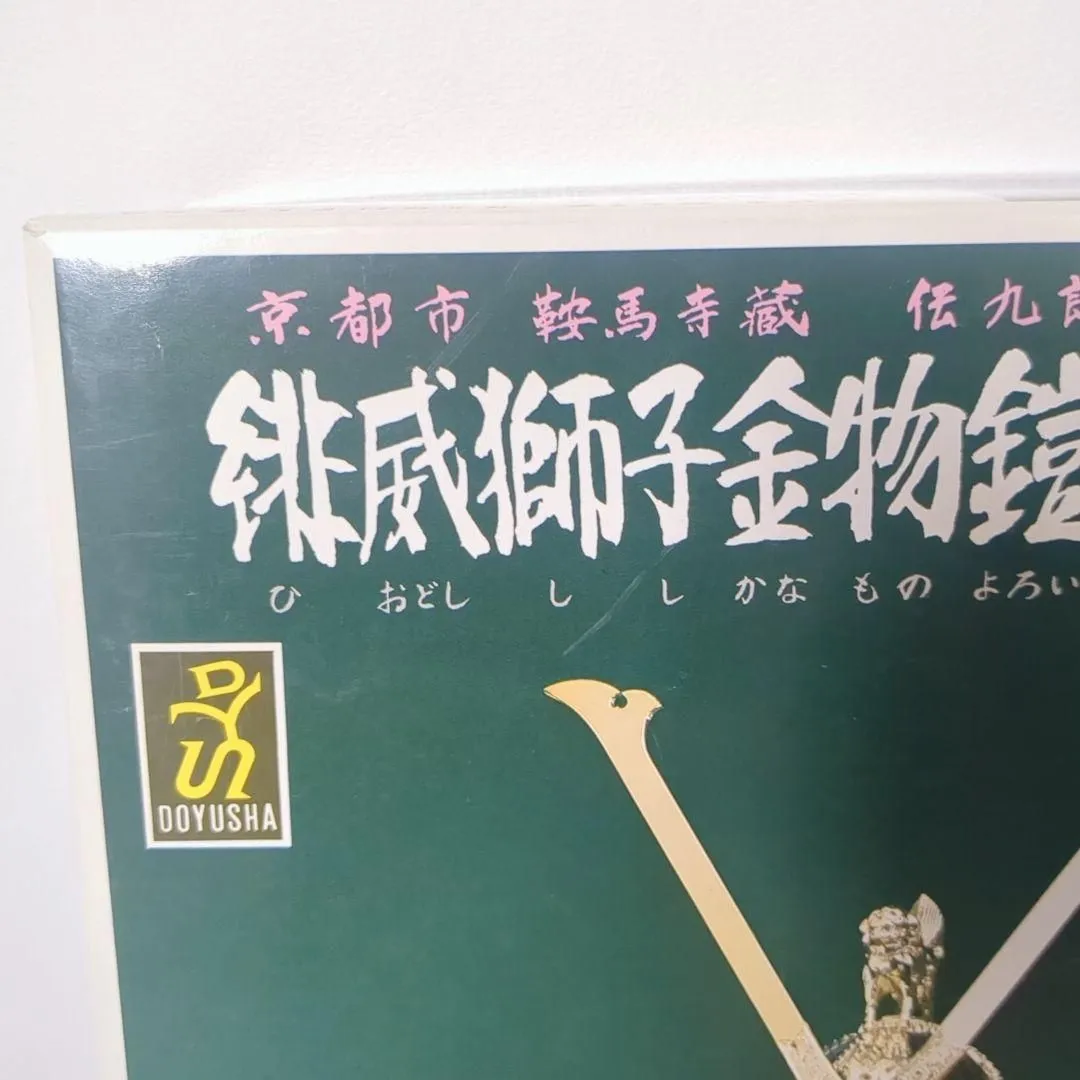 京都市 鞍馬寺蔵 伝九郎
緋威獅子金物鎧
ひ おどし し し かな もの よろい
DYS
DOYUSHA